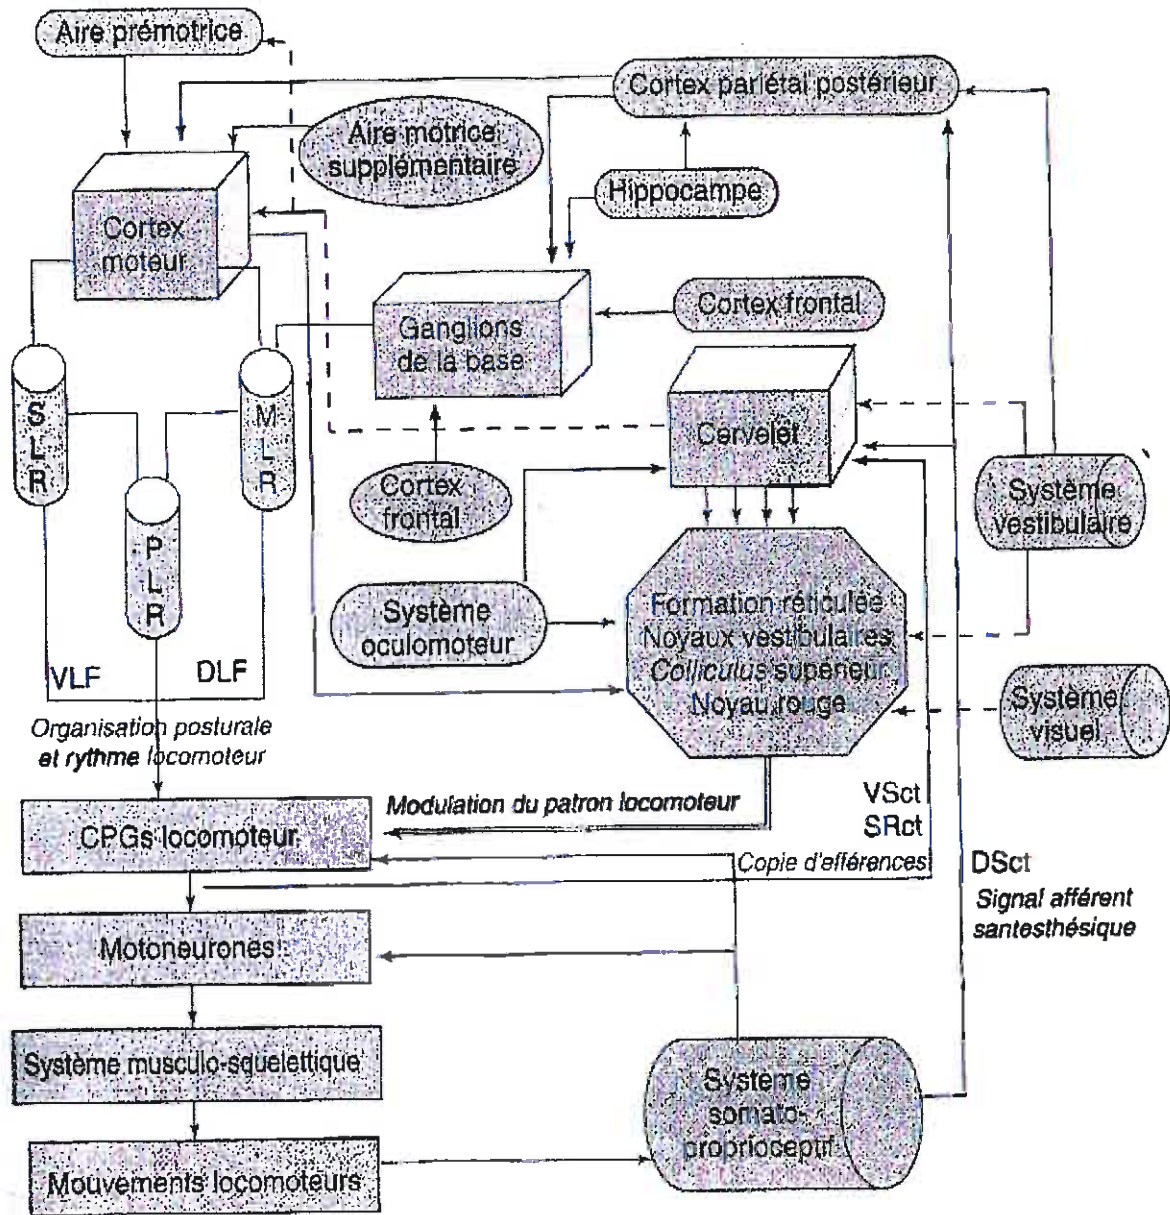 Aire prémotrice
Cortex pariétal postérieur
Aire motrice
supplémentaire
Hippocampe
Cortex
moteur
Ganglions
de la base
Cortex frontal
Cervelet
SLR
MLR
PLR
Cortex
frontal
Système
vestibulaire
Système
oculomoteur
Formation réticulée
Noyaux vestibulaires
Colliculus supérieur
Noyau rouge
Système
visuel
VLF
DLF
Organisation posturale
et rythme locomoteur
Modulation du patron locomoteur
VSct
SRct
CPGs locomoteur
Copie d'efférences
DSct
Signal afférent
santesthésique
Motoneurones
Système musculo-squelettique
Système
somato-
proprioceptif
Mouvements locomoteurs